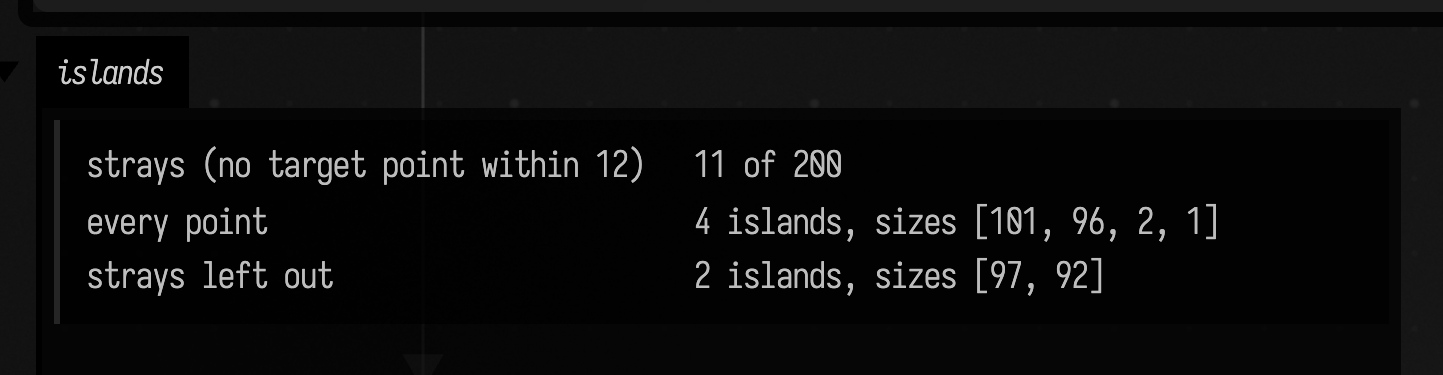 islands
strays (no target point within 12) 11 of 200
every point 4 islands, sizes [101, 96, 2, 1]
strays left out 2 islands, sizes [97, 92]